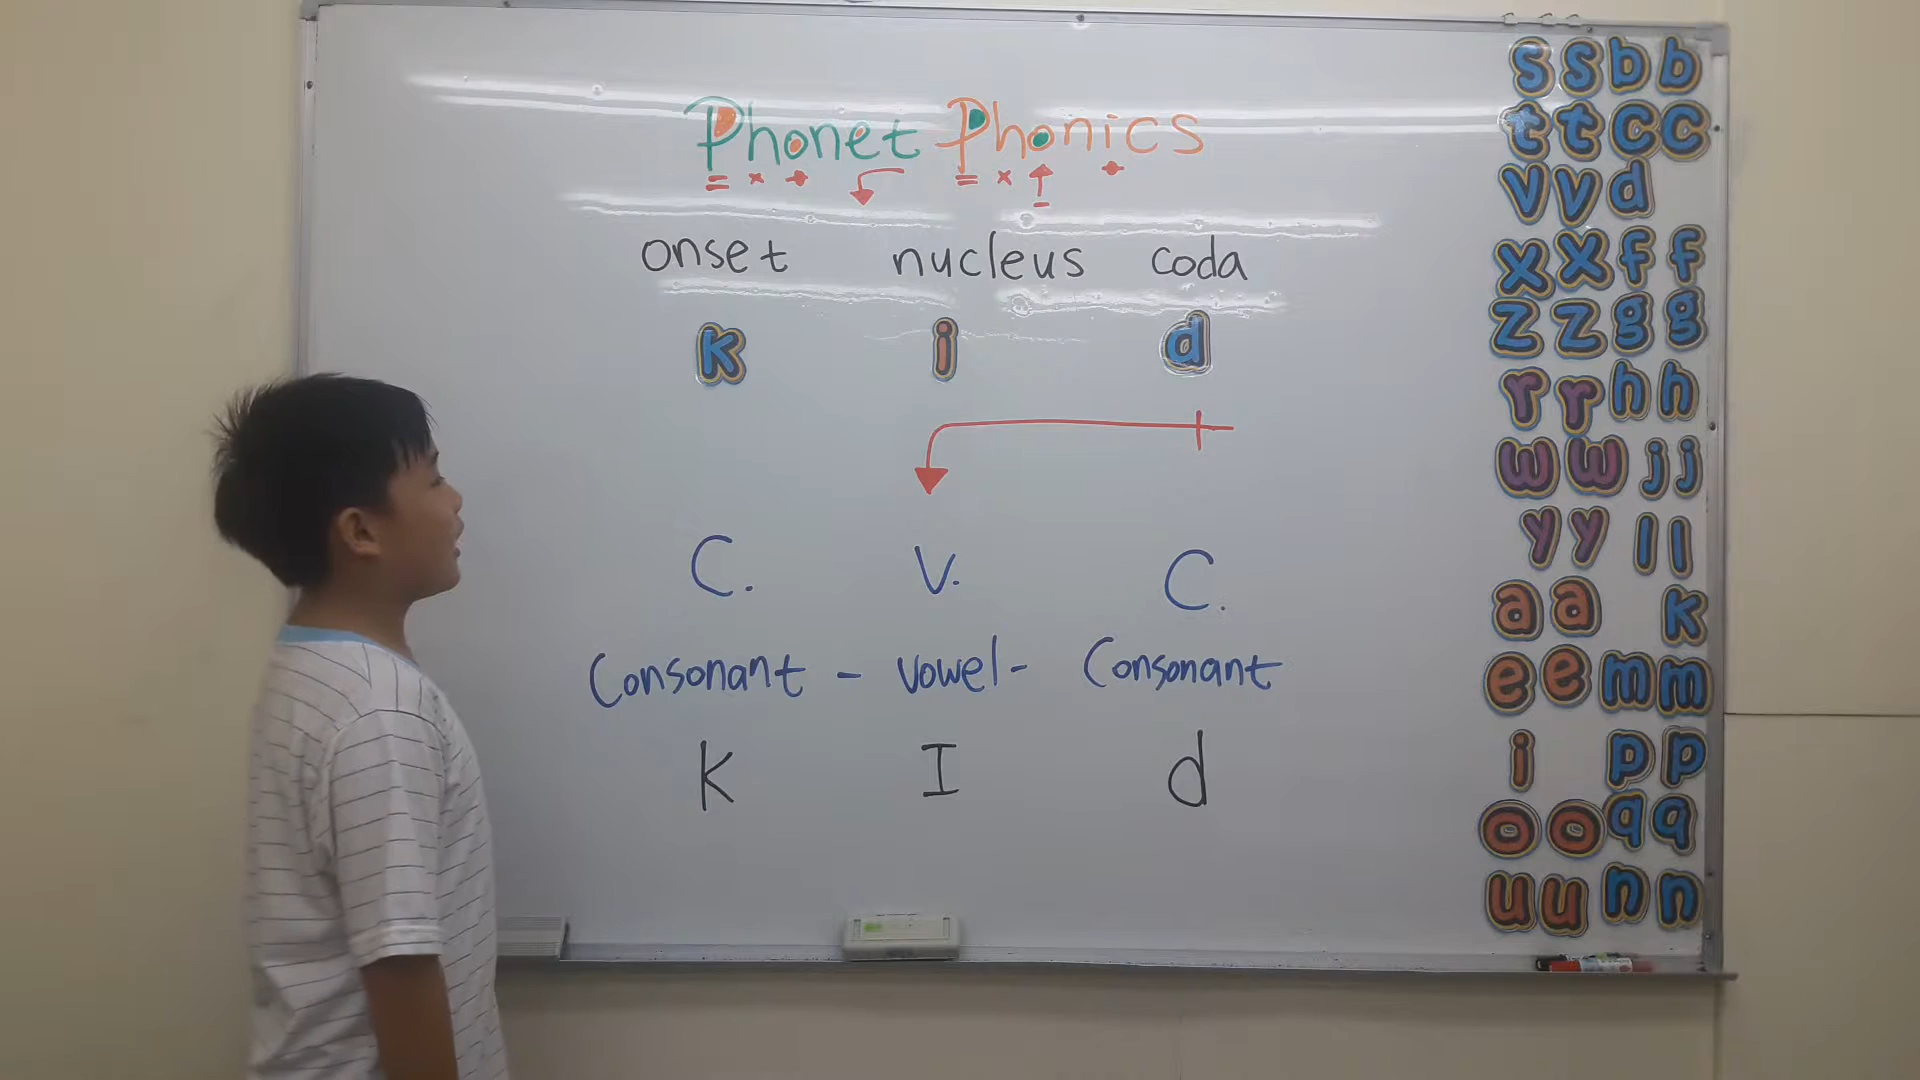 Phonet Phonics
onset nucleus coda
k i d
C. V. C.
Consonant - vowel - Consonant
k I d
s s b b
t t c c
v v d
x x f f
z z g g
r r h h
w w j j
y y l l
a a k
e e m m
i p p
o o q q
u u n n